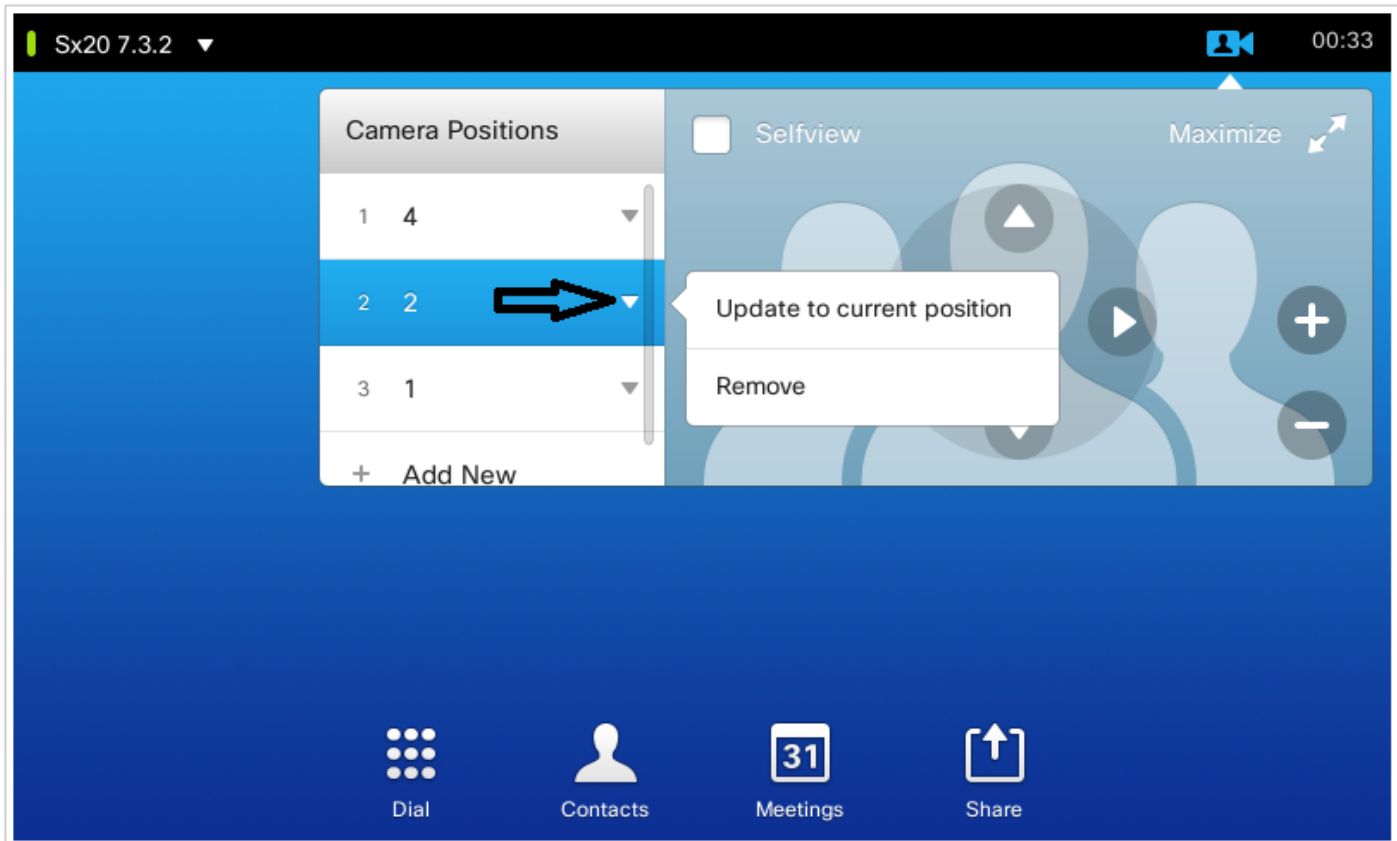 Sx20 7.3.2
00:33
Camera Positions
Selfview
Maximize
1 4
2 2
Update to current position
3 1
Remove
+ Add New
31
Dial
Contacts
Meetings
Share